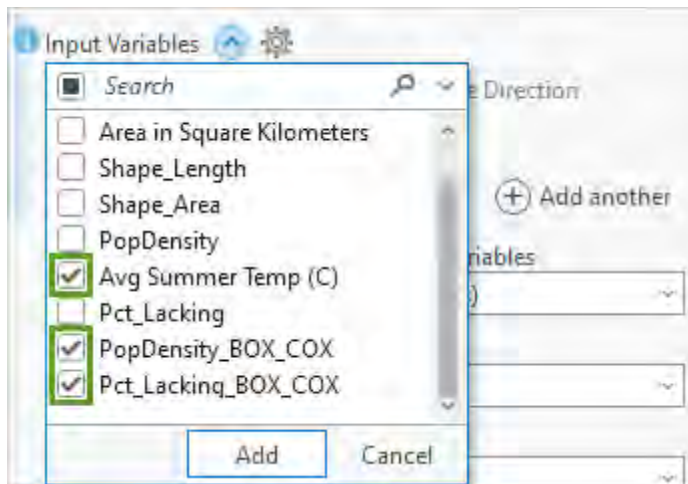 Input Variables
Search
e Direction
Area in Square Kilometers
Shape_Length
Shape_Area
Add another
PopDensity
riables
Avg Summer Temp (C)
)
Pct_Lacking
PopDensity_BOX_COX
Pct_Lacking_BOX_COX
Add
Cancel